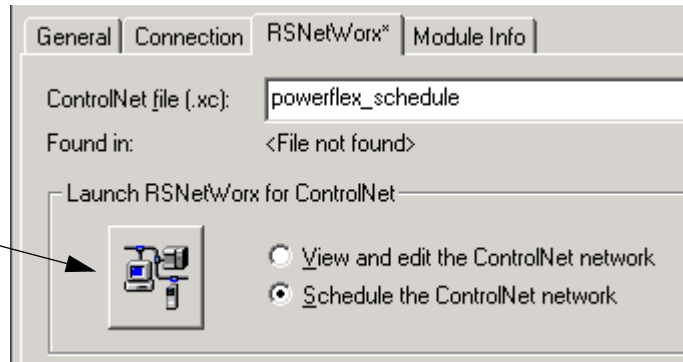 General Connection RSNetWorx* Module Info
ControlNet file (.xc): powerflex_schedule
Found in: <File not found>
Launch RSNetWorx for ControlNet
View and edit the ControlNet network
Schedule the ControlNet network